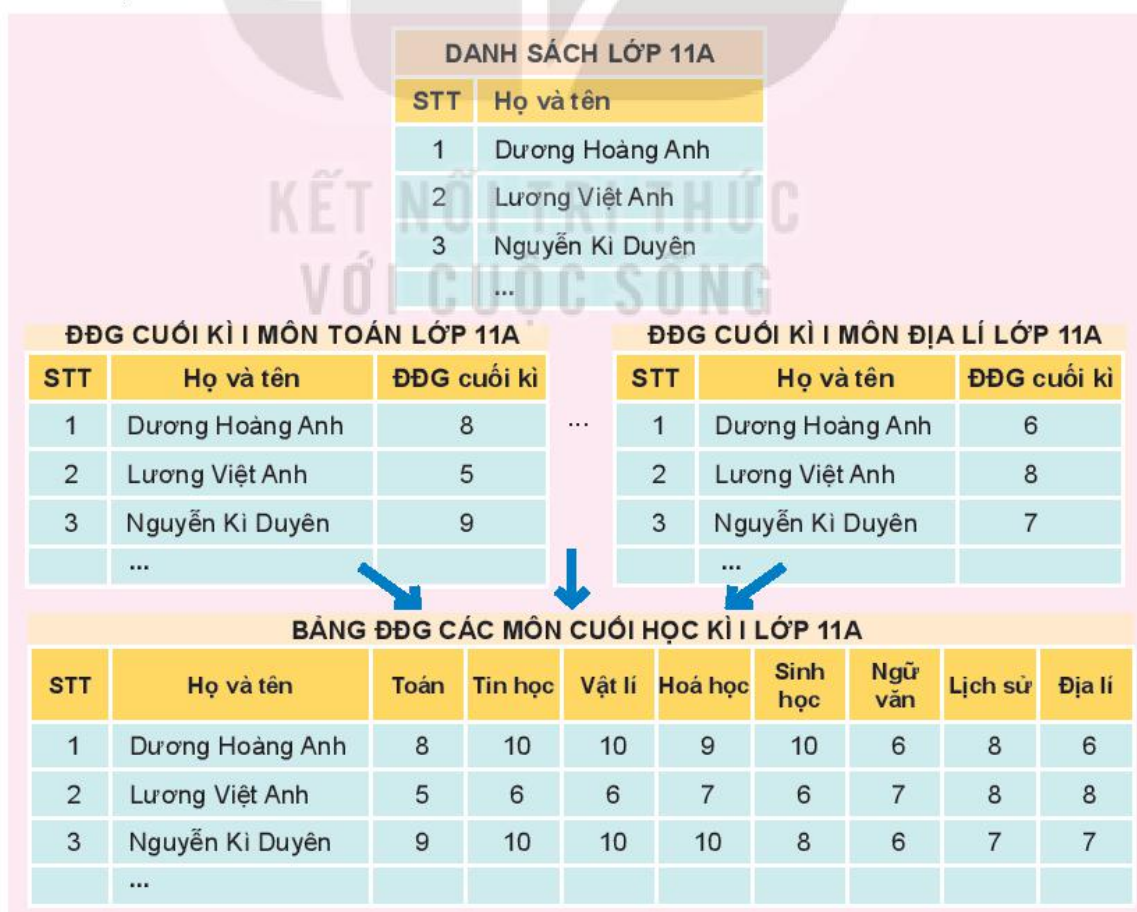 DANH SÁCH LỚP 11A
STT Họ và tên
1 Dương Hoàng Anh
2 Lương Việt Anh
3 Nguyễn Kì Duyên
...
KẾT NỐI TRI THỨC
VỚI CUỘC SỐNG
ĐĐG CUỐI KÌ I MÔN TOÁN LỚP 11A
STT Họ và tên ĐĐG cuối kì
1 Dương Hoàng Anh 8
2 Lương Việt Anh 5
3 Nguyễn Kì Duyên 9
...
...
ĐĐG CUỐI KÌ I MÔN ĐỊA LÍ LỚP 11A
STT Họ và tên ĐĐG cuối kì
1 Dương Hoàng Anh 6
2 Lương Việt Anh 8
3 Nguyễn Kì Duyên 7
...
BẢNG ĐĐG CÁC MÔN CUỐI HỌC KÌ I LỚP 11A
STT Họ và tên Toán Tin học Vật lí Hoá học Sinh học Ngữ văn Lịch sử Địa lí
1 Dương Hoàng Anh 8 10 10 9 10 6 8 6
2 Lương Việt Anh 5 6 6 7 6 7 8 8
3 Nguyễn Kì Duyên 9 10 10 10 8 6 7 7
...